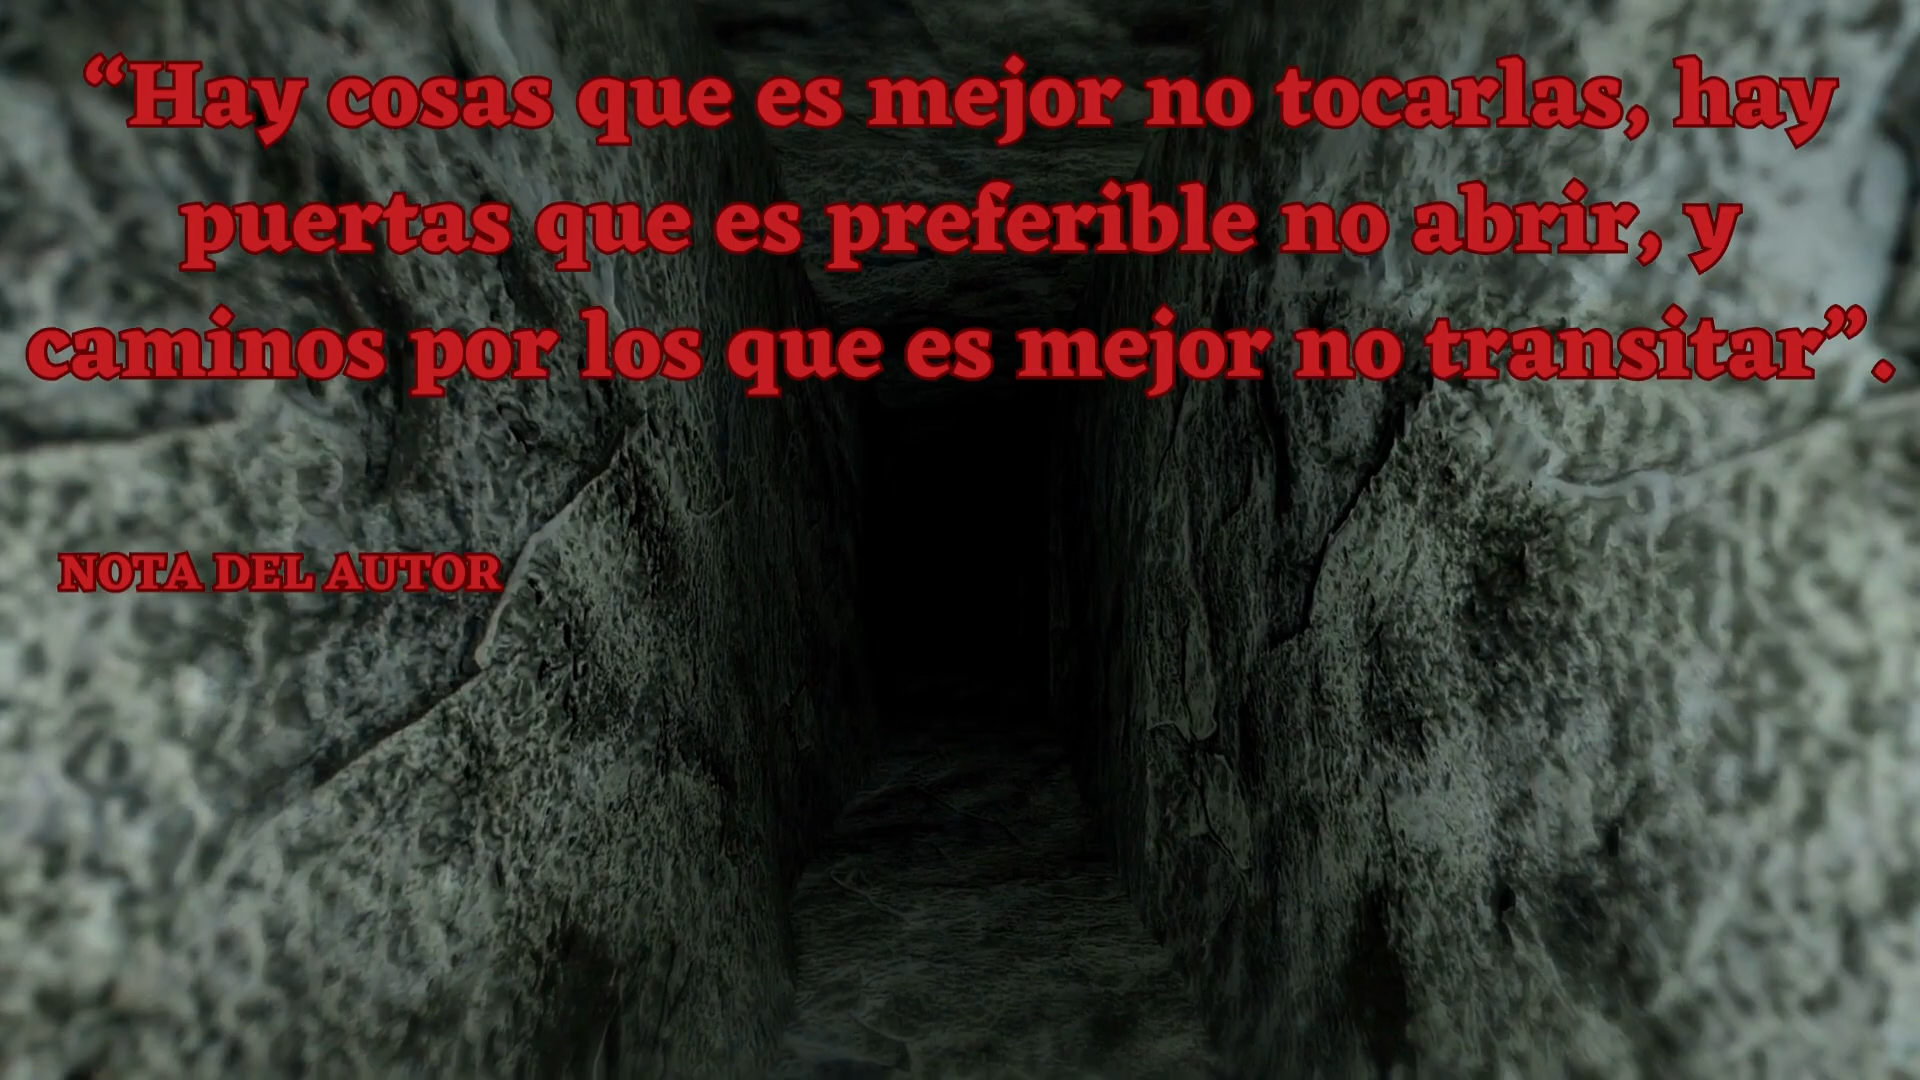 “Hay cosas que es mejor no tocarlas, hay
puertas que es preferible no abrir, y
caminos por los que es mejor no transitar”.
NOTA DEL AUTOR